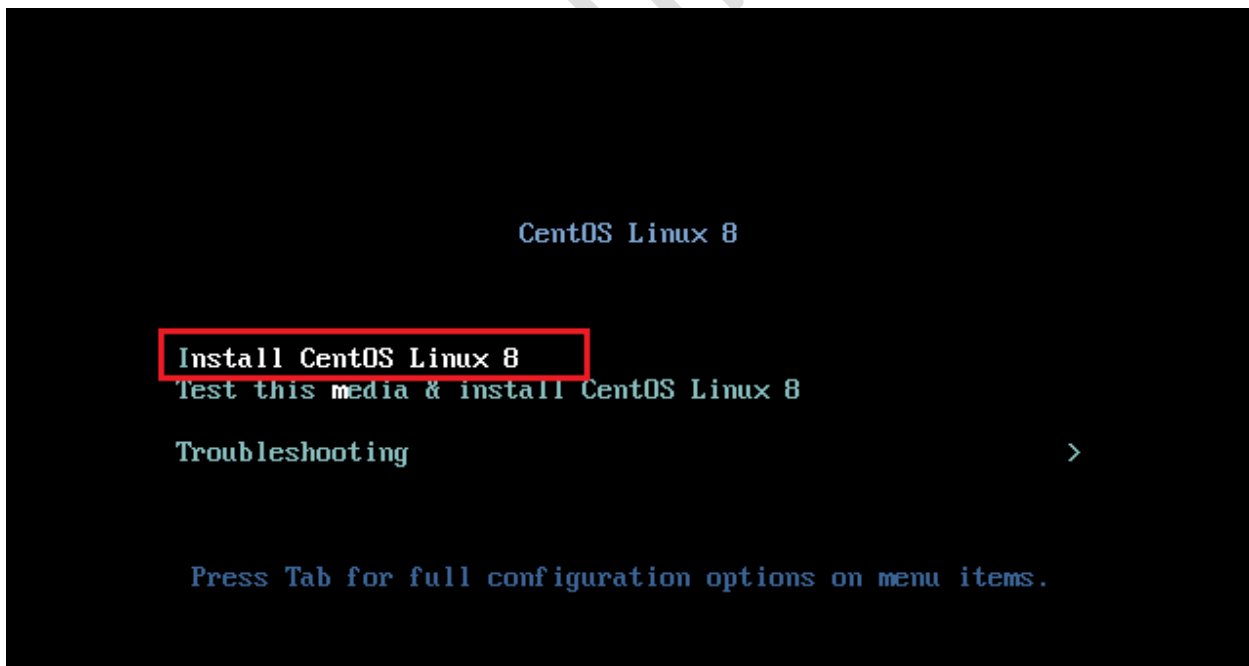 CentOS Linux 8
Install CentOS Linux 8
Test this media & install CentOS Linux 8
Troubleshooting >
Press Tab for full configuration options on menu items.